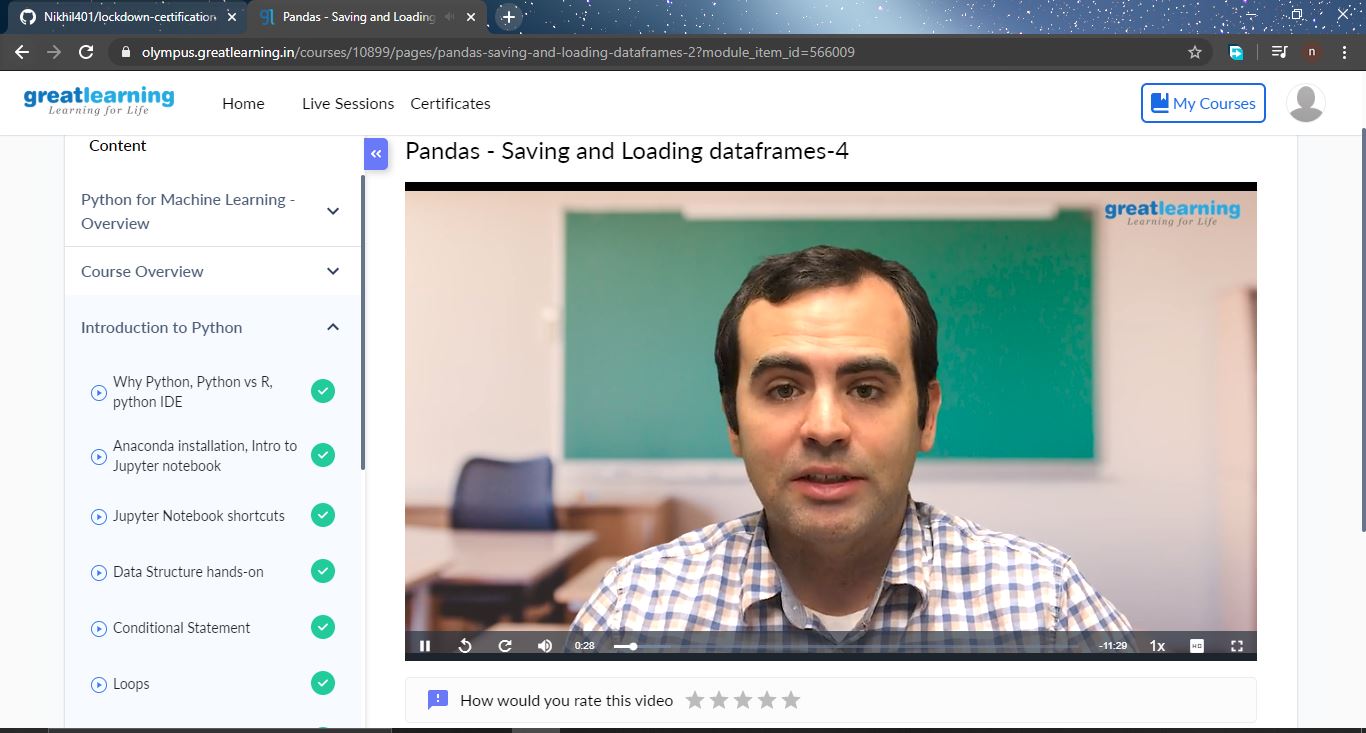 Nikhil401/lockdown-certification
Pandas - Saving and Loading
olympus.greatlearning.in/courses/10899/pages/pandas-saving-and-loading-dataframes-2?module_item_id=566009
n
greatlearning
Learning for Life
Home
Live Sessions
Certificates
My Courses
Content
Python for Machine Learning -
Overview
Course Overview
Introduction to Python
Why Python, Python vs R,
python IDE
Anaconda installation, Intro to
Jupyter notebook
Jupyter Notebook shortcuts
Data Structure hands-on
Conditional Statement
Loops
«
Pandas - Saving and Loading dataframes-4
greatlearning
Learning for Life
0:28
-11:29
1x
HD
How would you rate this video